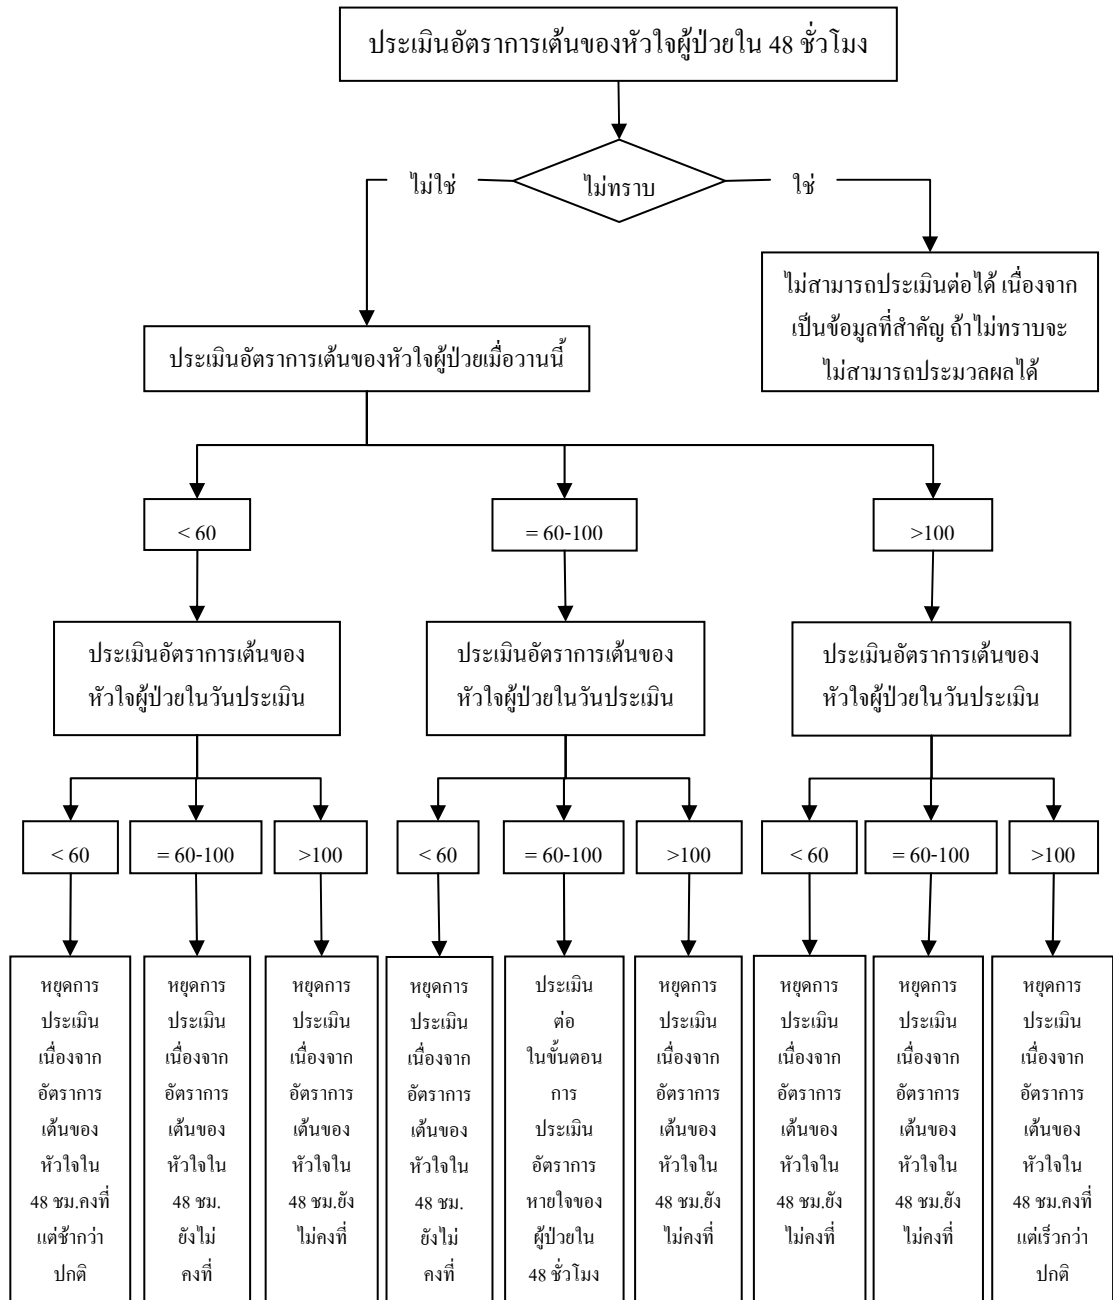 ประเมินอัตราการเต้นของหัวใจผู้ป่วยใน 48 ชั่วโมง
ไม่ใช่
ไม่ทราบ
ใช่
ไม่สามารถประเมินต่อได้ เนื่องจาก
เป็นข้อมูลที่สำคัญ ถ้าไม่ทราบจะ
ไม่สามารถประมวลผลได้
ประเมินอัตราการเต้นของหัวใจผู้ป่วยเมื่อวานนี้
< 60
= 60-100
>100
ประเมินอัตราการเต้นของ
หัวใจผู้ป่วยในวันประเมิน
ประเมินอัตราการเต้นของ
หัวใจผู้ป่วยในวันประเมิน
ประเมินอัตราการเต้นของ
หัวใจผู้ป่วยในวันประเมิน
< 60
= 60-100
>100
< 60
= 60-100
>100
< 60
= 60-100
>100
หยุดการ
ประเมิน
เนื่องจาก
อัตราการ
เต้นของ
หัวใจใน
48 ชม.คงที่
แต่ช้ากว่า
ปกติ
หยุดการ
ประเมิน
เนื่องจาก
อัตราการ
เต้นของ
หัวใจใน
48 ชม.
ยังไม่
คงที่
หยุดการ
ประเมิน
เนื่องจาก
อัตราการ
เต้นของ
หัวใจใน
48 ชม.ยัง
ไม่คงที่
หยุดการ
ประเมิน
เนื่องจาก
อัตราการ
เต้นของ
หัวใจใน
48 ชม.
ยังไม่
คงที่
ประเมิน
ต่อ
ในขั้นตอน
การ
ประเมิน
อัตราการ
หายใจของ
ผู้ป่วยใน
48 ชั่วโมง
หยุดการ
ประเมิน
เนื่องจาก
อัตราการ
เต้นของ
หัวใจใน
48 ชม.ยัง
ไม่คงที่
หยุดการ
ประเมิน
เนื่องจาก
อัตราการ
เต้นของ
หัวใจใน
48 ชม.ยัง
ไม่คงที่
หยุดการ
ประเมิน
เนื่องจาก
อัตราการ
เต้นของ
หัวใจใน
48 ชม.ยัง
ไม่คงที่
หยุดการ
ประเมิน
เนื่องจาก
อัตราการ
เต้นของ
หัวใจใน
48 ชม.คงที่
แต่เร็วกว่า
ปกติ